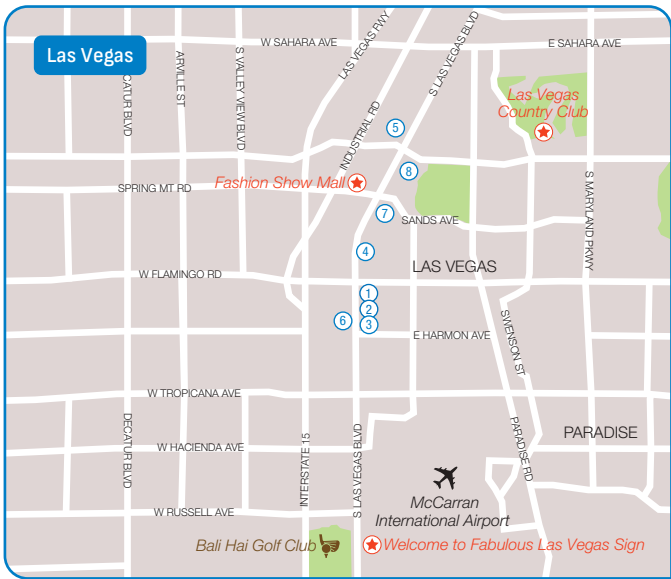 Las Vegas
W SAHARA AVE
E SAHARA AVE
LAS VEGAS FWY
S LAS VEGAS BLVD
CATUR BLVD
ARVILLE ST
S VALLEY VIEW BLVD
INDUSTRIAL RD
Las Vegas
Country Club
5
8
SPRING MT RD
Fashion Show Mall
S MARYLAND PKWY
7
SANDS AVE
4
LAS VEGAS
W FLAMINGO RD
1
2
6
3
E HARMON AVE
SWENSON ST
W TROPICANA AVE
DECATUR BLVD
INTERSTATE 15
S LAS VEGAS BLVD
PARADISE RD
PARADISE
W HACIENDA AVE
McCarran
International Airport
W RUSSELL AVE
Bali Hai Golf Club
Welcome to Fabulous Las Vegas Sign